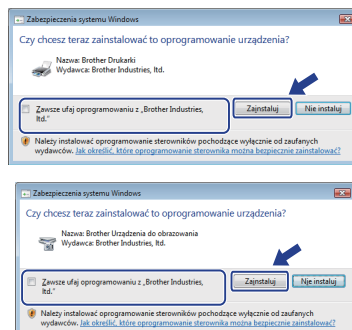 Zabezpieczenia systemu Windows
Czy chcesz teraz zainstalować to oprogramowanie urządzenia?
Nazwa: Brother Drukarki
Wydawca: Brother Industries, ltd.
Zawsze ufaj oprogramowaniu z „Brother Industries,
ltd."
Zainstaluj
Nie instaluj
Należy instalować oprogramowanie sterowników pochodzące wyłącznie od zaufanych
wydawców. Jak określić, które oprogramowanie sterownika można bezpiecznie zainstalować?
Zabezpieczenia systemu Windows
Czy chcesz teraz zainstalować to oprogramowanie urządzenia?
Nazwa: Brother Urządzenia do obrazowania
Wydawca: Brother Industries, ltd.
Zawsze ufaj oprogramowaniu z „Brother Industries,
ltd."
Zainstaluj
Nie instaluj
Należy instalować oprogramowanie sterowników pochodzące wyłącznie od zaufanych
wydawców. Jak określić, które oprogramowanie sterownika można bezpiecznie zainstalować?